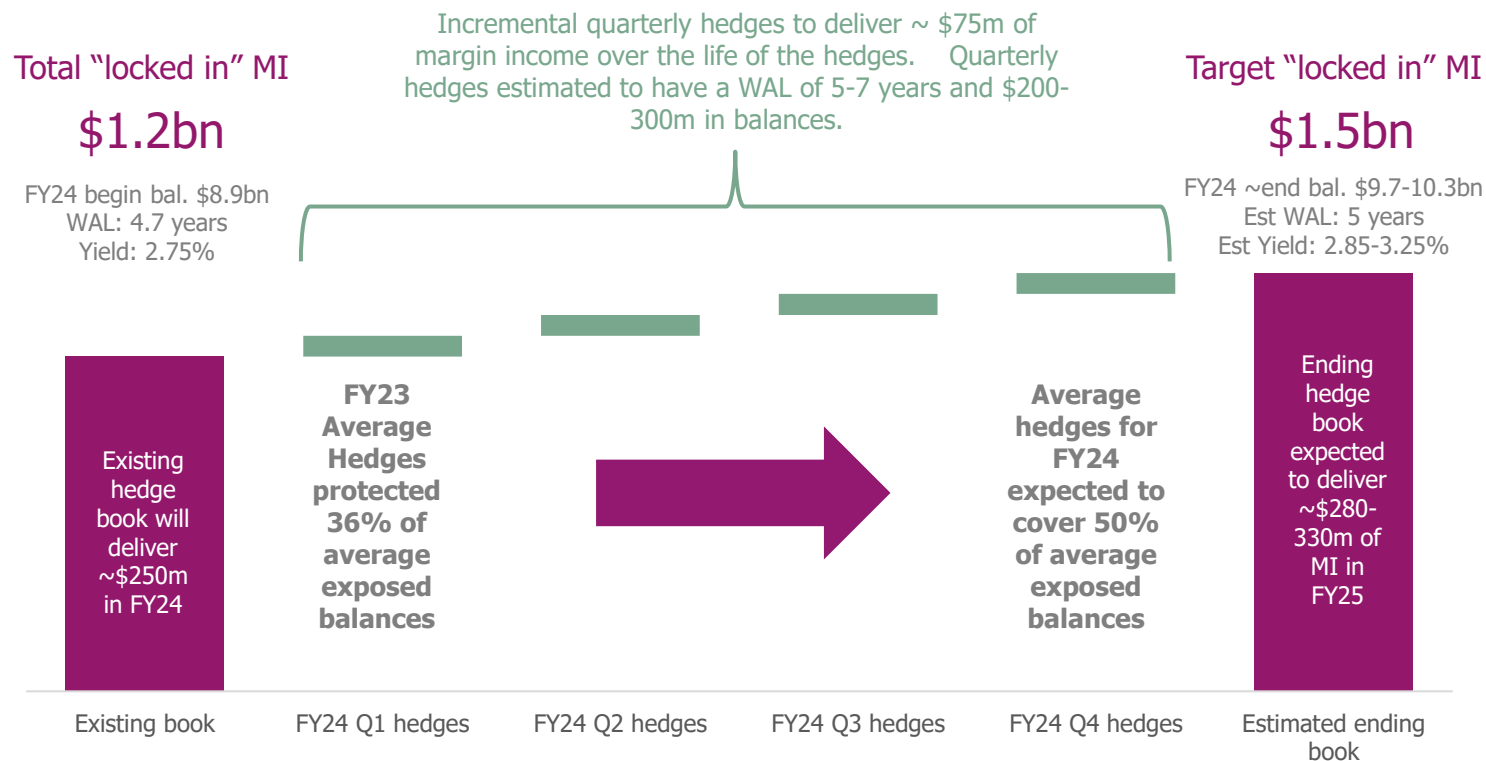 Incremental quarterly hedges to deliver ~ $75m of
margin income over the life of the hedges. Quarterly
hedges estimated to have a WAL of 5-7 years and $200-
300m in balances.
Total “locked in” MI
$1.2bn
FY24 begin bal. $8.9bn
WAL: 4.7 years
Yield: 2.75%
Target “locked in” MI
$1.5bn
FY24 ~end bal. $9.7-10.3bn
Est WAL: 5 years
Est Yield: 2.85-3.25%
Existing
hedge
book will
deliver
~$250m
in FY24
FY23
Average
Hedges
protected
36% of
average
exposed
balances
Average
hedges for
FY24
expected to
cover 50%
of average
exposed
balances
Ending
hedge
book
expected
to deliver
~$280-
330m of
MI in
FY25
Existing book
FY24 Q1 hedges
FY24 Q2 hedges
FY24 Q3 hedges
FY24 Q4 hedges
Estimated ending
book